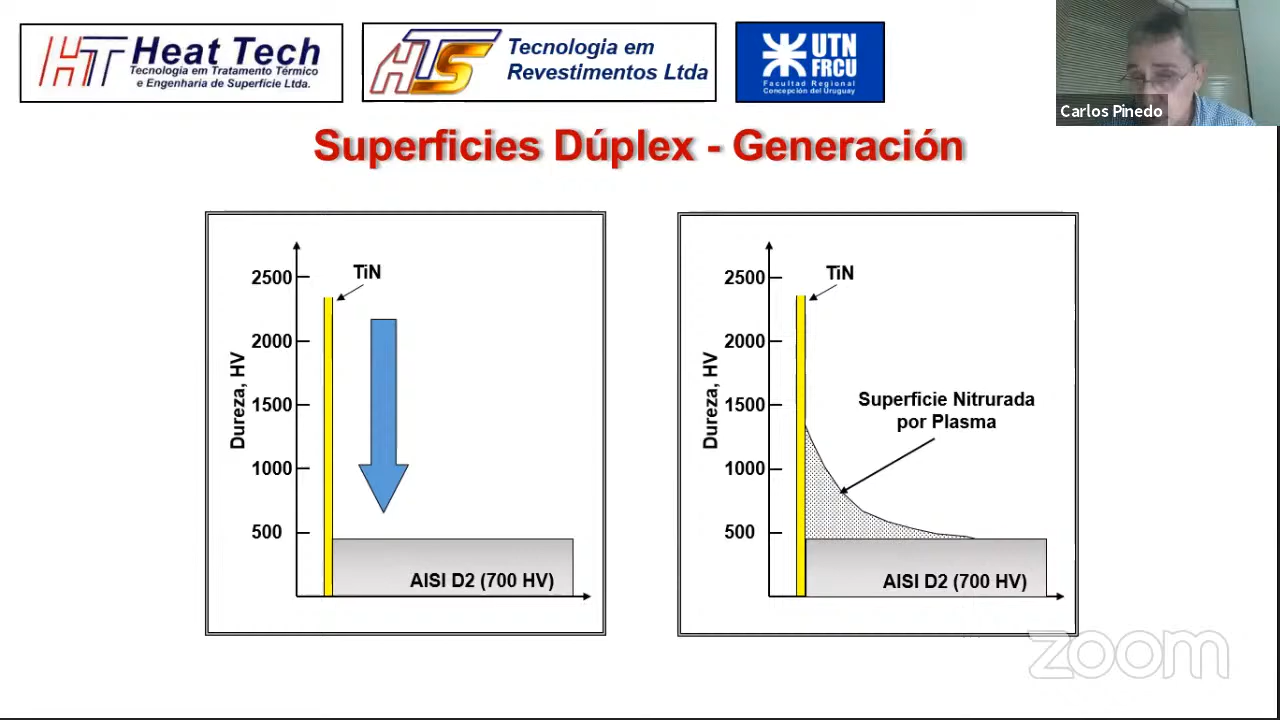 HT Heat Tech
Tecnologia em Tratamento Térmico
e Engenharia de Superfície Ltda.
HTS
Tecnologia em
Revestimentos Ltda
UTN
FRCU
Facultad Regional
Concepción del Uruguay
Carlos Pinedo
Superficies Dúplex - Generación
Dureza, HV
2500
2000
1500
1000
500
TiN
AISI D2 (700 HV)
Dureza, HV
2500
2000
1500
1000
500
TiN
Superficie Nitrurada
por Plasma
AISI D2 (700 HV)
zoom